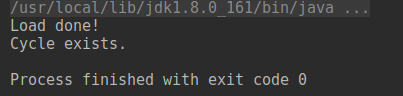 /usr/local/lib/jdk1.8.0_161/bin/java ...
Load done!
Cycle exists.
Process finished with exit code 0